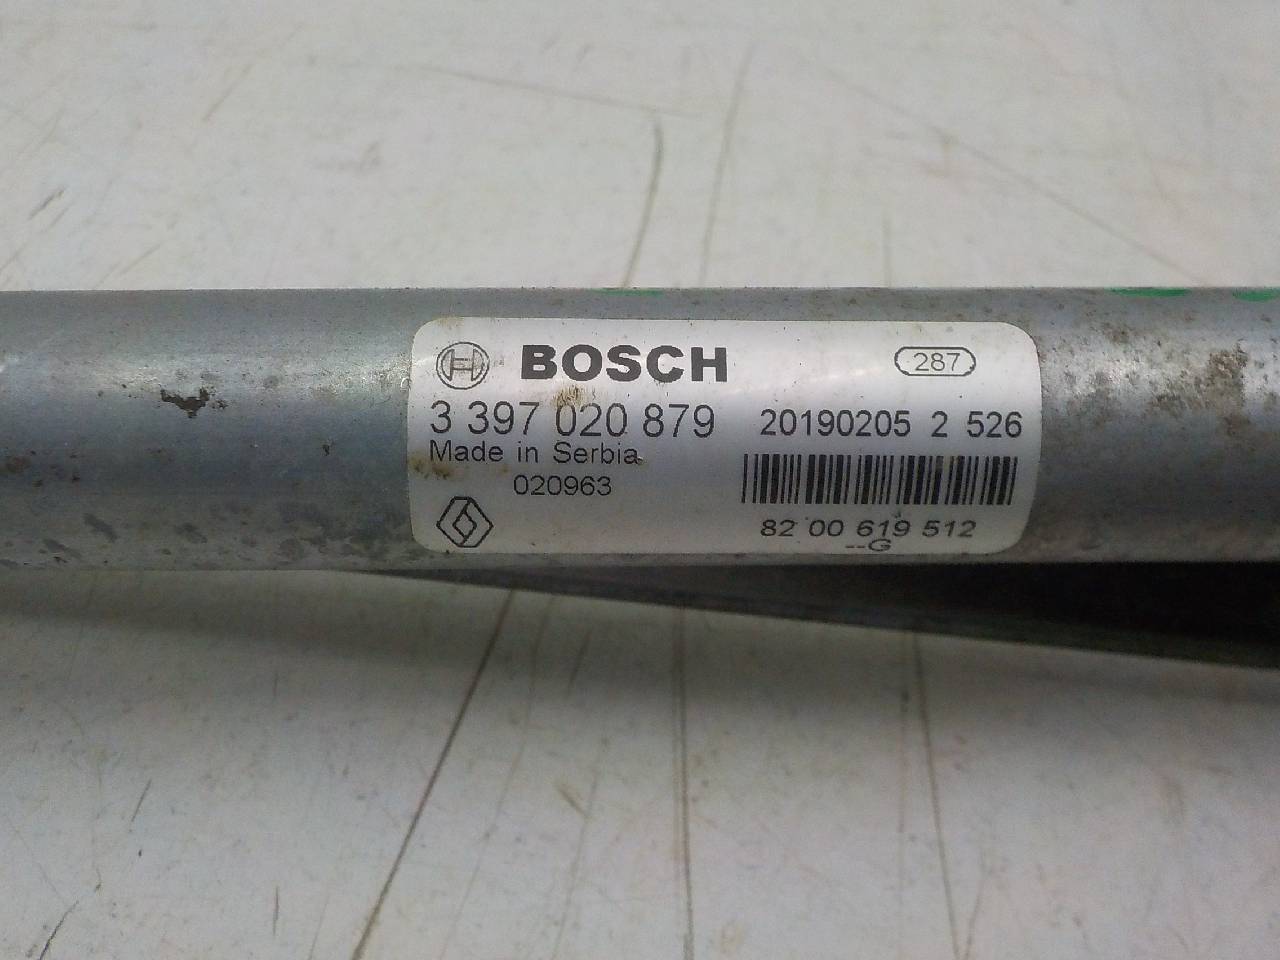 BOSCH
287
3 397 020 879
20190205 2 526
Made in Serbia
020963
82 00 619 512
--G